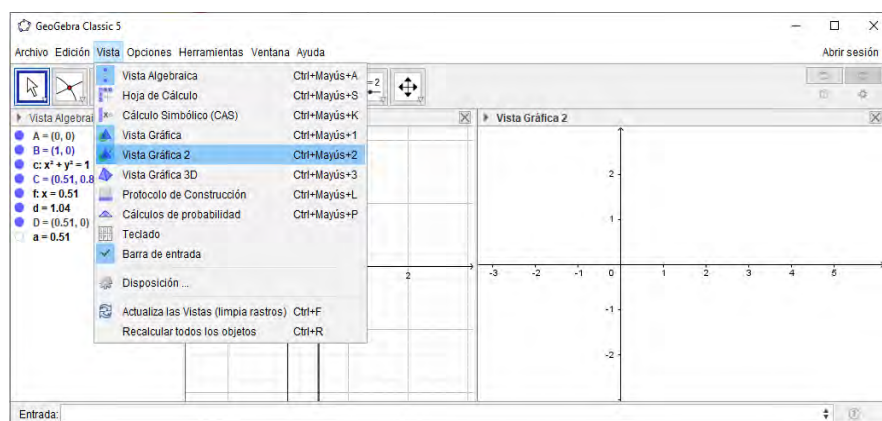 GeoGebra Classic 5
Archivo Edición Vista Opciones Herramientas Ventana Ayuda
Abrir sesión
Vista Algebraica Ctrl+Mayús+A
Hoja de Cálculo Ctrl+Mayús+S
Cálculo Simbólico (CAS) Ctrl+Mayús+K
Vista Gráfica Ctrl+Mayús+1
Vista Gráfica 2 Ctrl+Mayús+2
Vista Gráfica 3D Ctrl+Mayús+3
Protocolo de Construcción Ctrl+Mayús+L
Cálculos de probabilidad Ctrl+Mayús+P
Teclado
Barra de entrada
Disposición ...
Actualiza las Vistas (limpia rastros) Ctrl+F
Recalcular todos los objetos Ctrl+R
=2
Vista Algebrai
A = (0, 0)
B = (1, 0)
c: x² + y² = 1
C = (0.51, 0.8
f: x = 0.51
d = 1.04
D = (0.51, 0)
a = 0.51
2
Vista Gráfica 2
2
1
-3 -2 -1 0 1 2 3 4 5
-1
-2
Entrada: